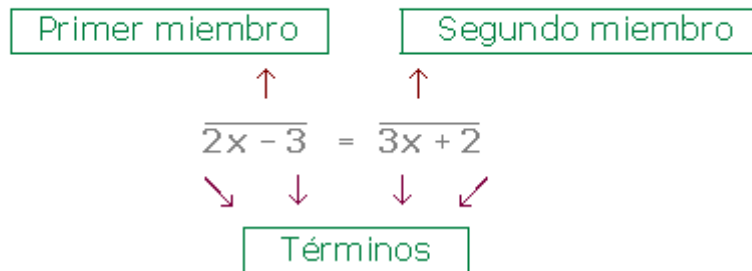 Primer miembro Segundo miembro
2x - 3 = 3x + 2
Términos